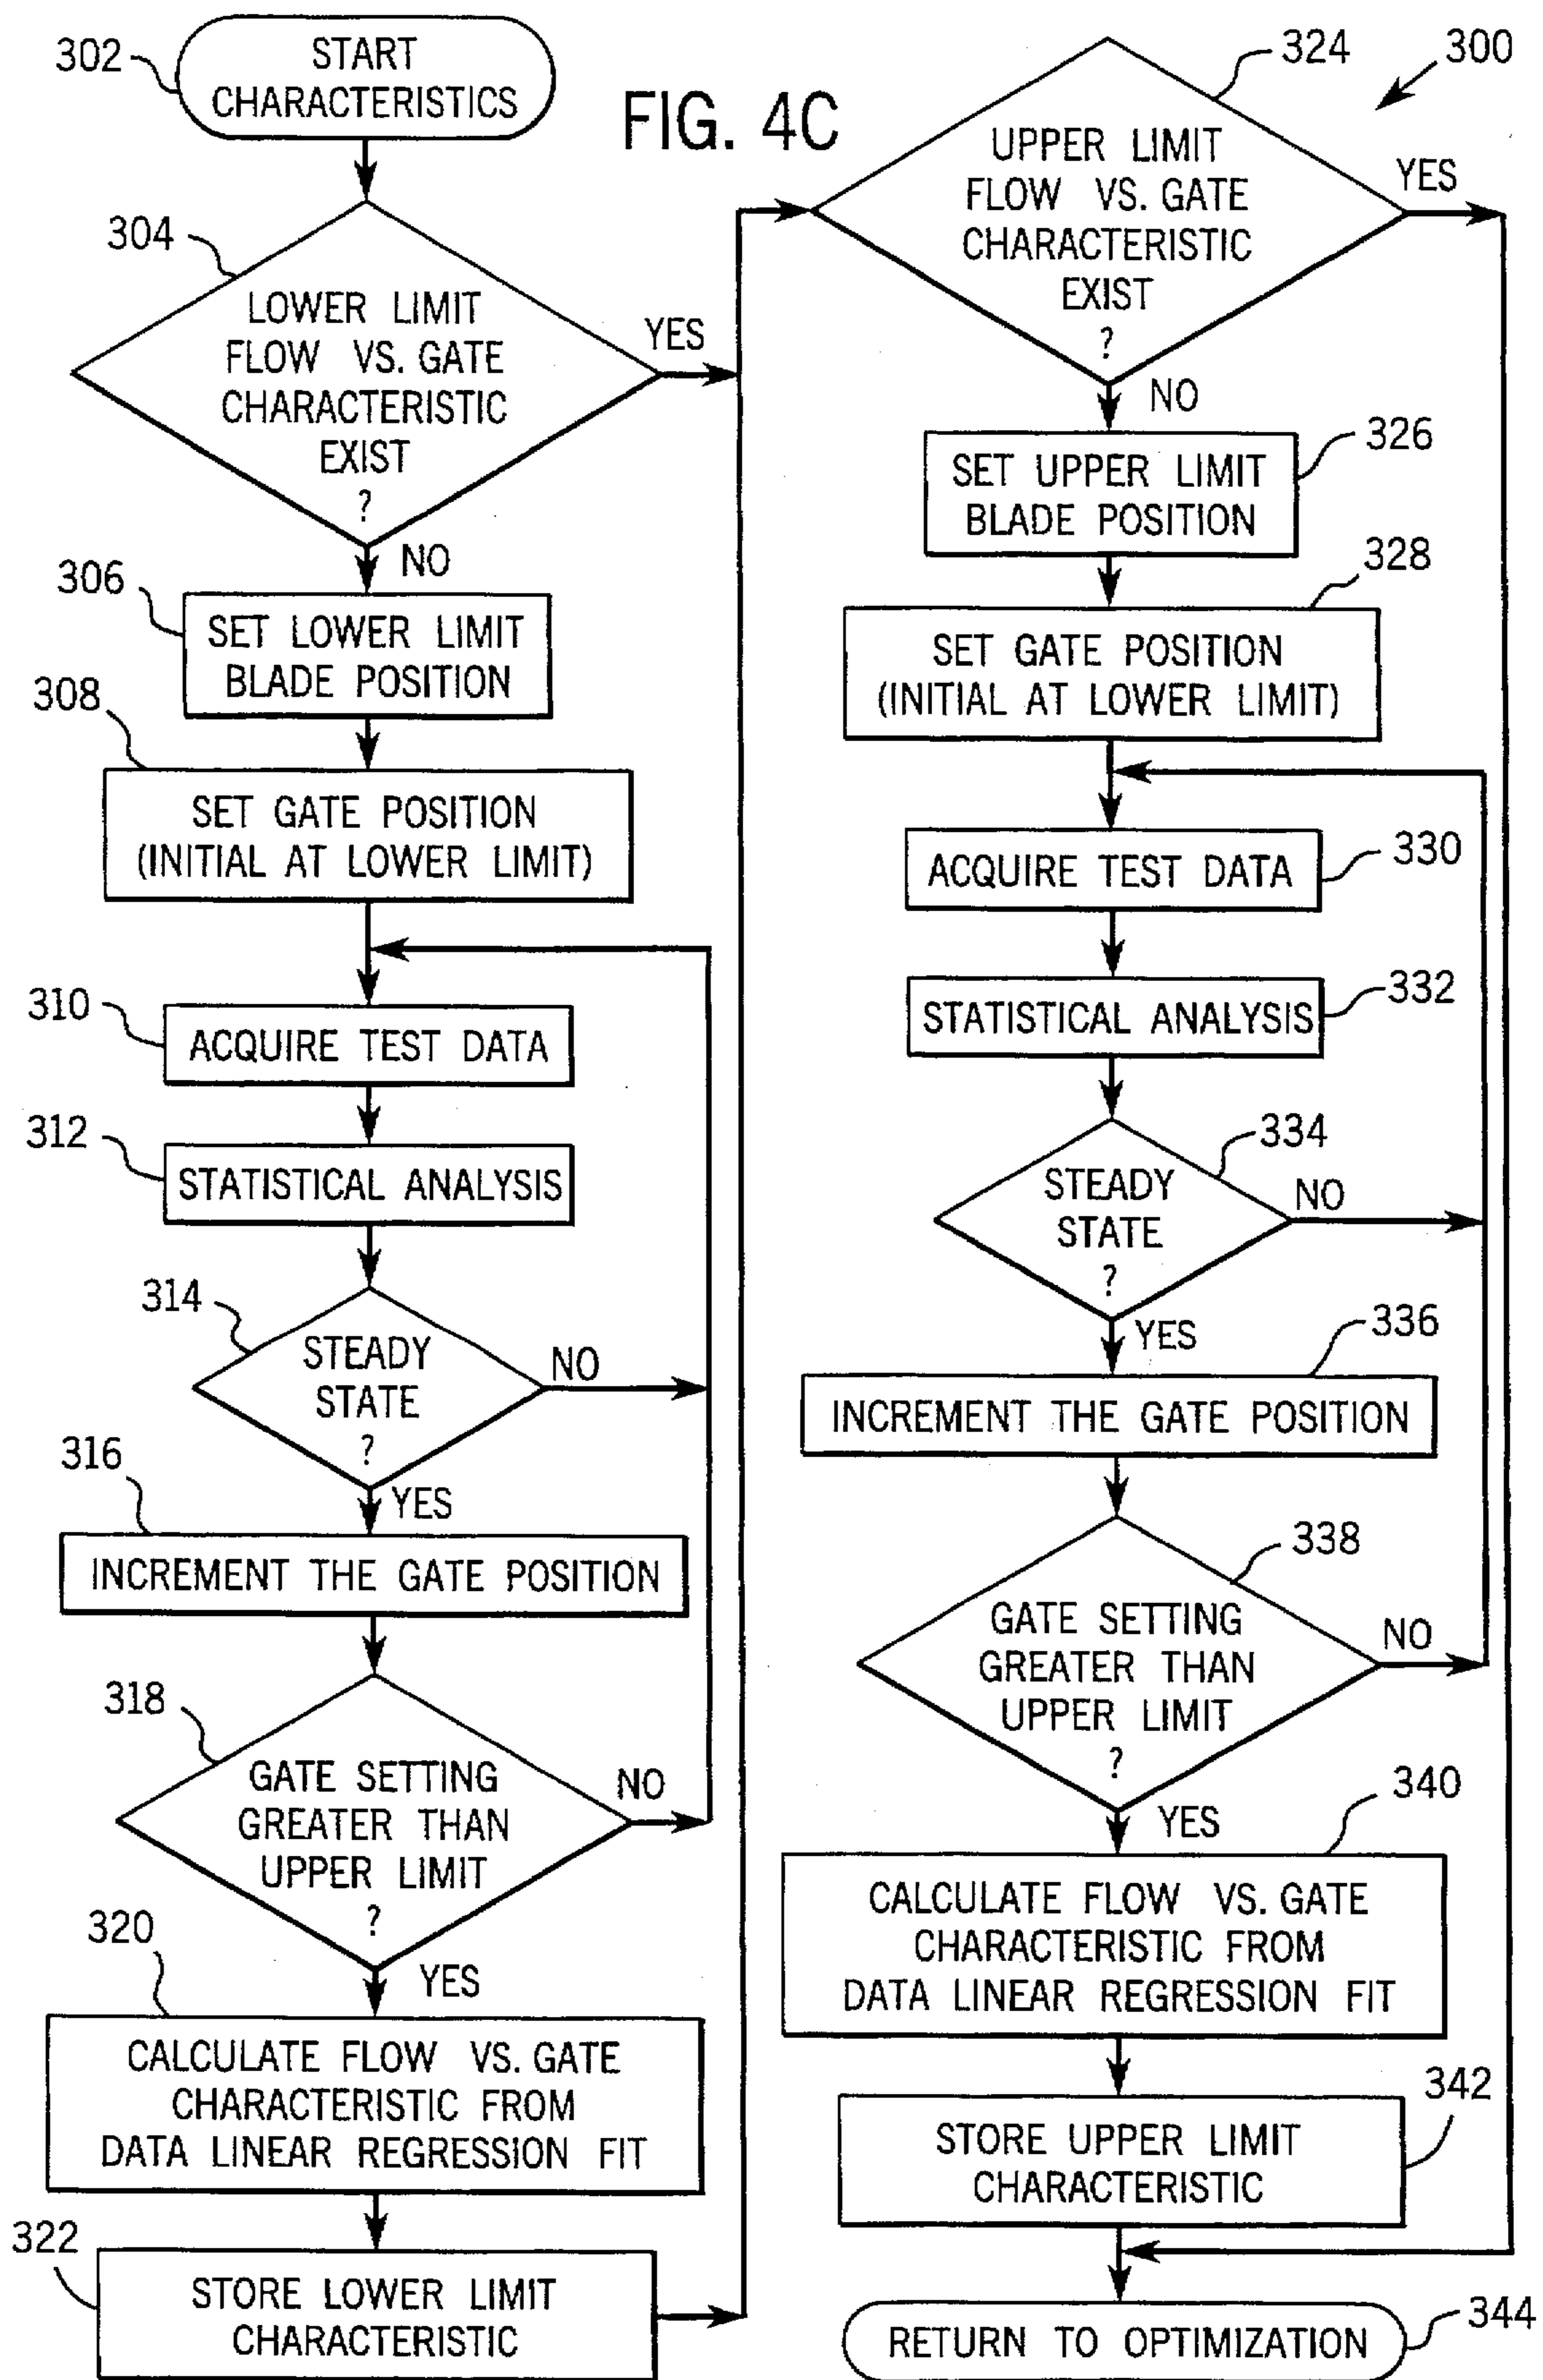 FIG. 4C
300
302
START
CHARACTERISTICS
304
LOWER LIMIT
FLOW VS. GATE
CHARACTERISTIC
EXIST
?
YES
NO
306
SET LOWER LIMIT
BLADE POSITION
308
SET GATE POSITION
(INITIAL AT LOWER LIMIT)
310
ACQUIRE TEST DATA
312
STATISTICAL ANALYSIS
314
STEADY
STATE
?
NO
YES
316
INCREMENT THE GATE POSITION
318
GATE SETTING
GREATER THAN
UPPER LIMIT
?
NO
YES
320
CALCULATE FLOW VS. GATE
CHARACTERISTIC FROM
DATA LINEAR REGRESSION FIT
322
STORE LOWER LIMIT
CHARACTERISTIC
324
UPPER LIMIT
FLOW VS. GATE
CHARACTERISTIC
EXIST
?
YES
NO
326
SET UPPER LIMIT
BLADE POSITION
328
SET GATE POSITION
(INITIAL AT LOWER LIMIT)
330
ACQUIRE TEST DATA
332
STATISTICAL ANALYSIS
334
STEADY
STATE
?
NO
YES
336
INCREMENT THE GATE POSITION
338
GATE SETTING
GREATER THAN
UPPER LIMIT
?
NO
YES
340
CALCULATE FLOW VS. GATE
CHARACTERISTIC FROM
DATA LINEAR REGRESSION FIT
342
STORE UPPER LIMIT
CHARACTERISTIC
344
RETURN TO OPTIMIZATION